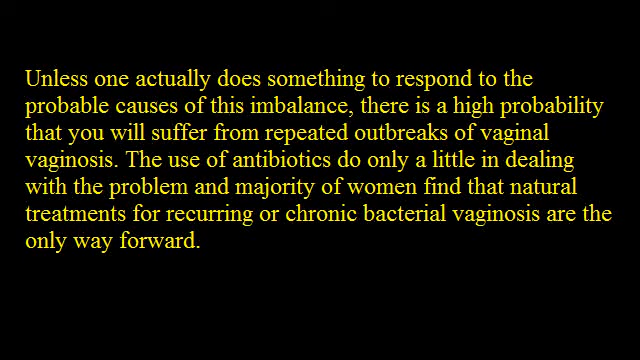 Unless one actually does something to respond to the
probable causes of this imbalance, there is a high probability
that you will suffer from repeated outbreaks of vaginal
vaginosis. The use of antibiotics do only a little in dealing
with the problem and majority of women find that natural
treatments for recurring or chronic bacterial vaginosis are the
only way forward.